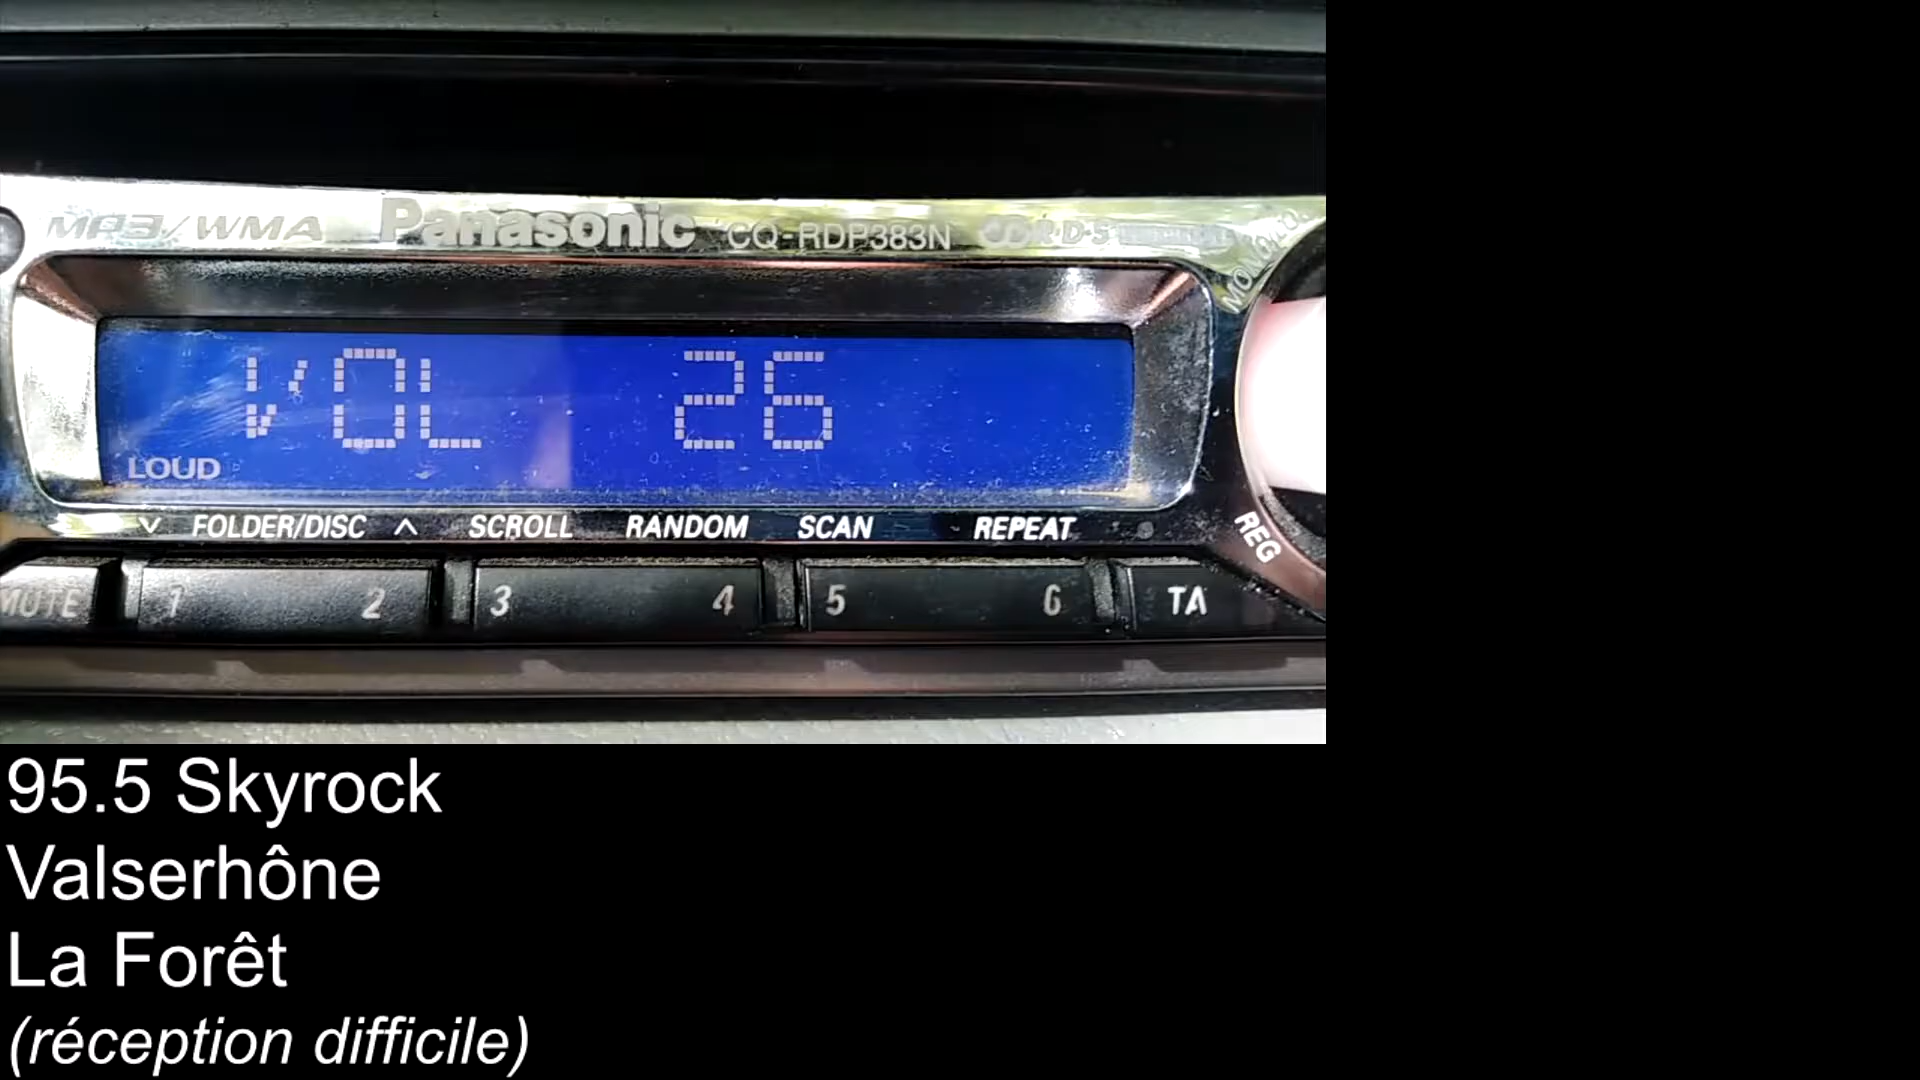 MP3/WMA Panasonic CQ-RDP383N R·D·S
VOL 26
LOUD
FOLDER/DISC SCROLL RANDOM SCAN REPEAT
REG
MUTE 1 2 3 4 5 6 TA
95.5 Skyrock
Valserhône
La Forêt
(réception difficile)